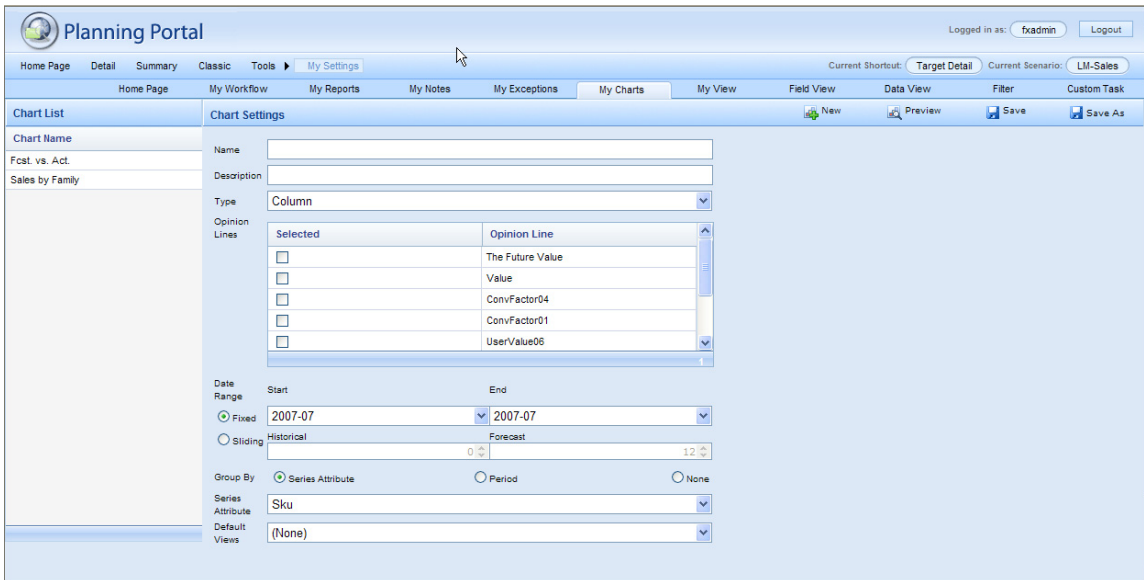 Planning Portal
Logged in as: fxadmin Logout
Home Page Detail Summary Classic Tools My Settings
Current Shortcut: Target Detail Current Scenario: LM-Sales
Home Page My Workflow My Reports My Notes My Exceptions My Charts My View Field View Data View Filter Custom Task
Chart List
Chart Settings
New Preview Save Save As
Chart Name
Fcst. vs. Act.
Sales by Family
Name
Description
Type Column
Opinion Lines
Selected Opinion Line
The Future Value
Value
ConvFactor04
ConvFactor01
UserValue06
Date Range Start End
Fixed 2007-07 2007-07
Sliding Historical 0 Forecast 12
Group By Series Attribute Period None
Series Attribute Sku
Default Views (None)